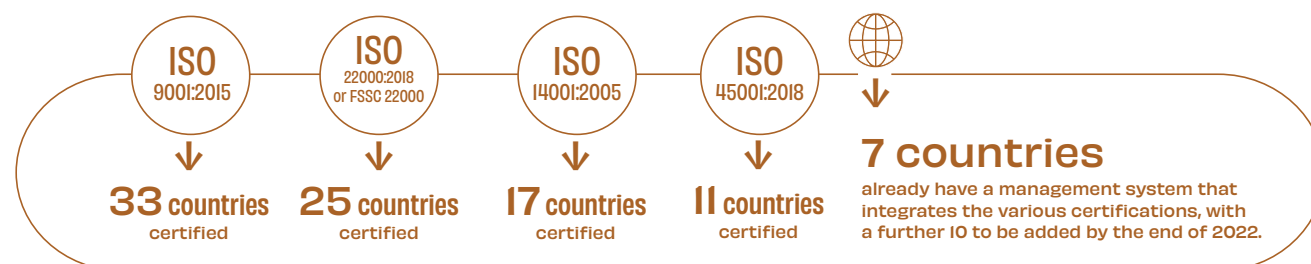 ISO
9001:2015
33 countries
certified
ISO
22000:2018
or FSSC 22000
25 countries
certified
ISO
14001:2005
17 countries
certified
ISO
45001:2018
11 countries
certified
7 countries
already have a management system that
integrates the various certifications, with
a further 10 to be added by the end of 2022.